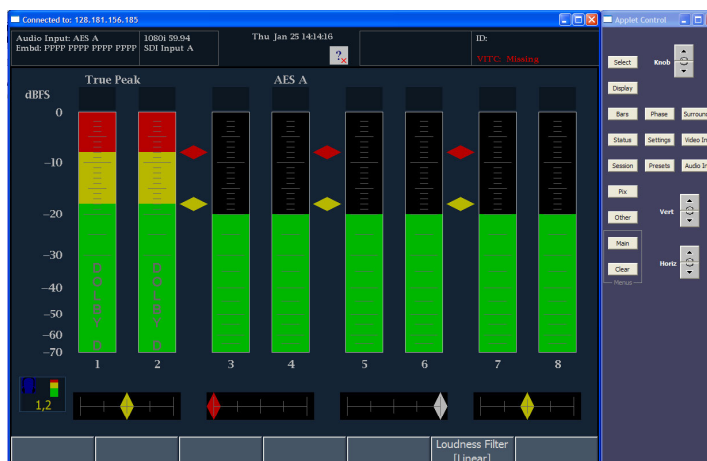 Connected to: 128.181.156.185
Applet Control
Audio Input: AES A
Embd: PPPP PPPP PPPP PPPP
1080i 59.94
SDI Input A
Thu Jan 25 14:14:16
?
ID:
VITC: Missing
True Peak
AES A
dBFS
0
-10
-20
-30
-40
-50
-60
-70
DOLBY D
DOLBY D
1 2 3 4 5 6 7 8
1,2
Loudness Filter
[Linear]
Select
Knob
Display
Bars
Phase
Surroun
Status
Settings
Video In
Session
Presets
Audio In
Pix
Other
Vert
Main
Clear
Horiz
Menus